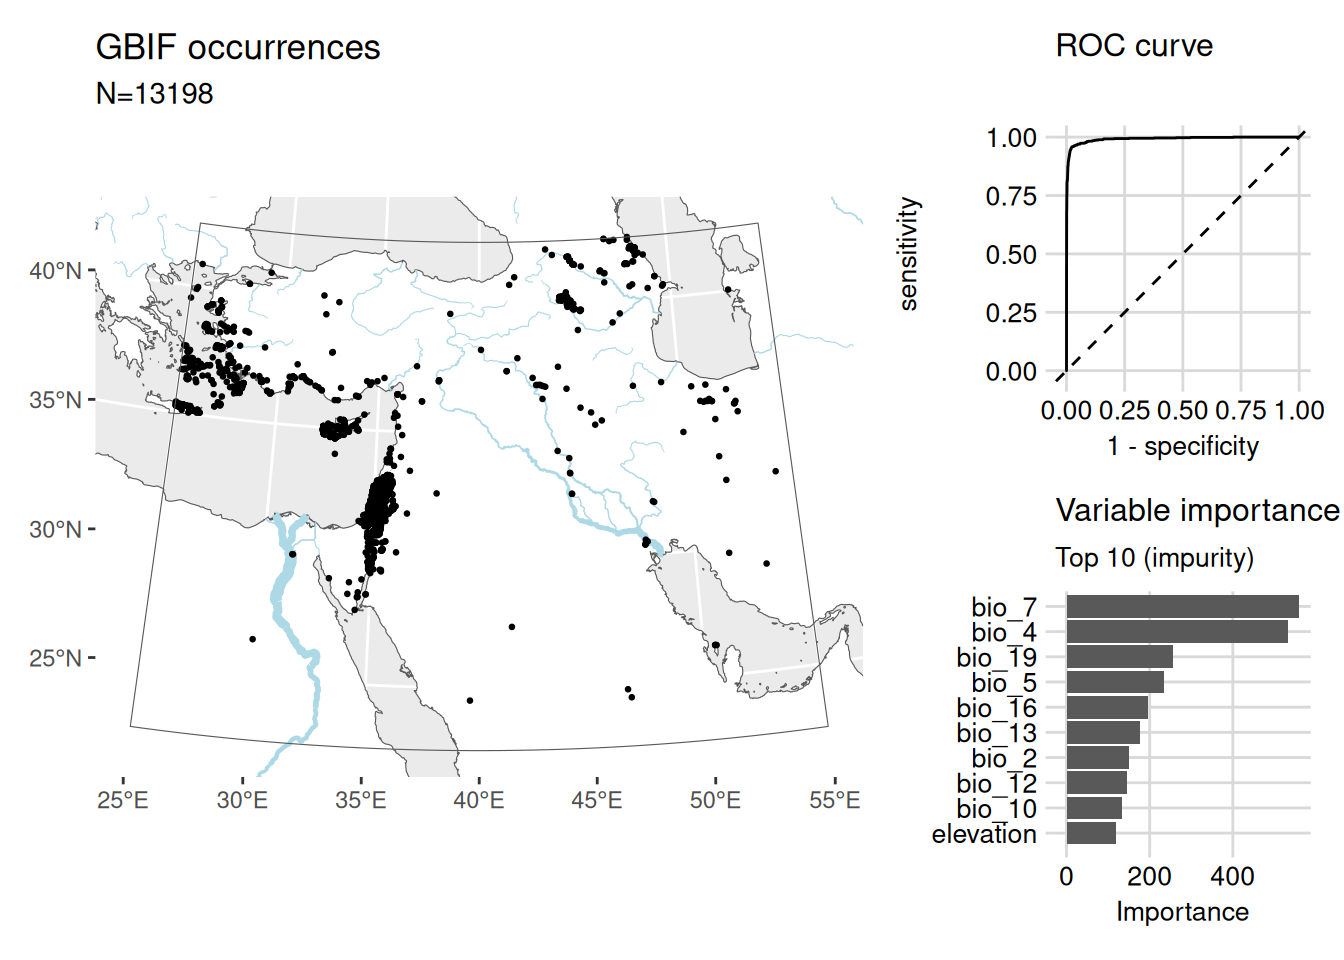 GBIF occurrences
N=13198
40°N
35°N
30°N
25°N
25°E 30°E 35°E 40°E 45°E 50°E 55°E
ROC curve
sensitivity
1.00
0.75
0.50
0.25
0.00
0.00 0.25 0.50 0.75 1.00
1 - specificity
Variable importance
Top 10 (impurity)
bio_7
bio_4
bio_19
bio_5
bio_16
bio_13
bio_2
bio_12
bio_10
elevation
0 200 400
Importance